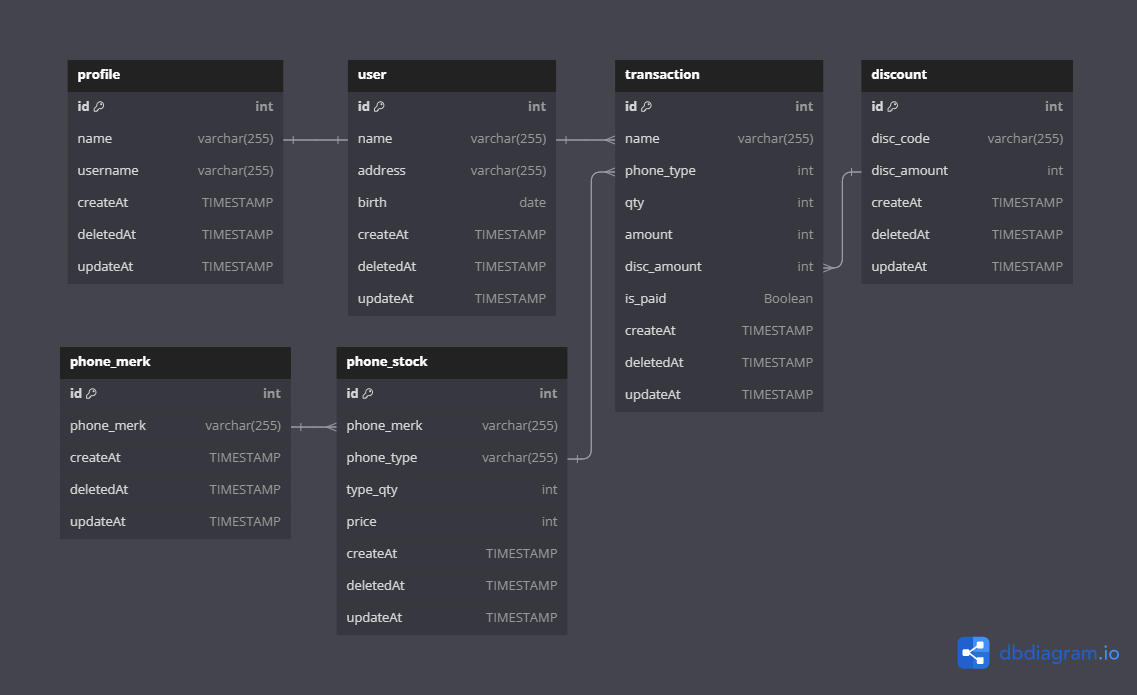 profile
id int
name varchar(255)
username varchar(255)
createAt TIMESTAMP
deletedAt TIMESTAMP
updateAt TIMESTAMP
user
id int
name varchar(255)
address varchar(255)
birth date
createAt TIMESTAMP
deletedAt TIMESTAMP
updateAt TIMESTAMP
transaction
id int
name varchar(255)
phone_type int
qty int
amount int
disc_amount int
is_paid Boolean
createAt TIMESTAMP
deletedAt TIMESTAMP
updateAt TIMESTAMP
discount
id int
disc_code varchar(255)
disc_amount int
createAt TIMESTAMP
deletedAt TIMESTAMP
updateAt TIMESTAMP
phone_merk
id int
phone_merk varchar(255)
createAt TIMESTAMP
deletedAt TIMESTAMP
updateAt TIMESTAMP
phone_stock
id int
phone_merk varchar(255)
phone_type varchar(255)
type_qty int
price int
createAt TIMESTAMP
deletedAt TIMESTAMP
updateAt TIMESTAMP
dbdiagram.io